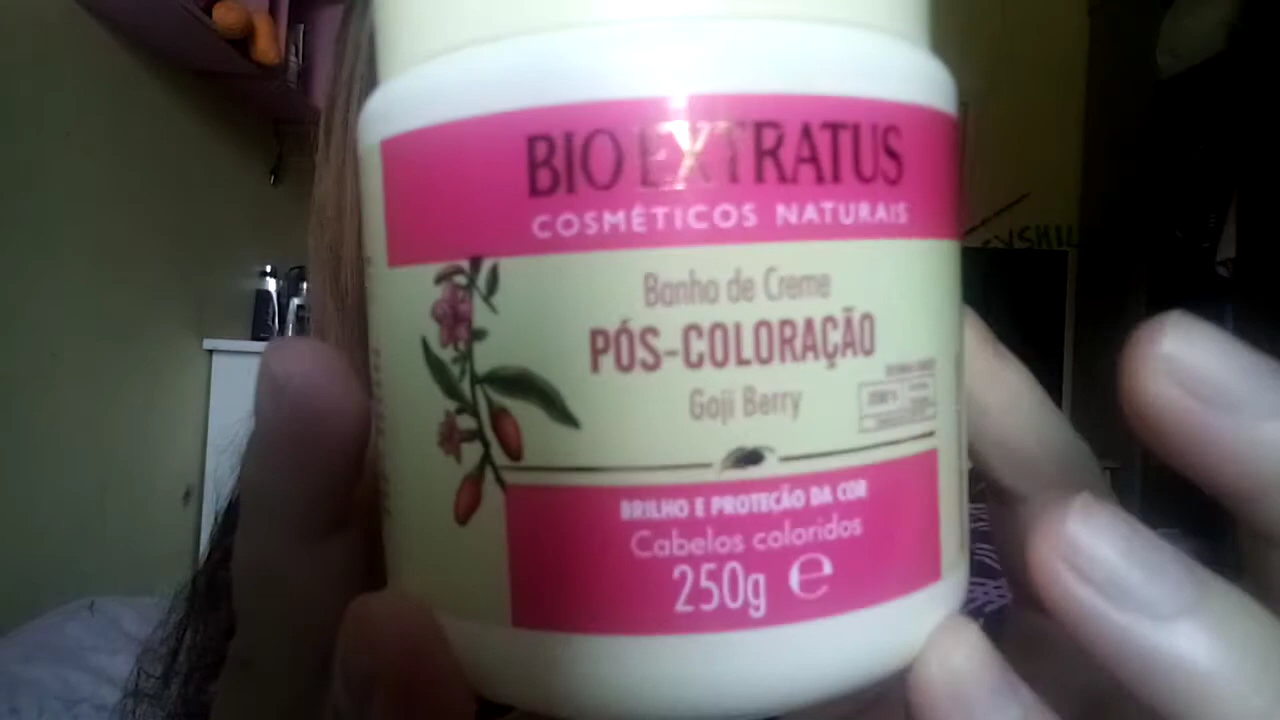 BIO EXTRATUS
COSMÉTICOS NATURAIS
Banho de Creme
PÓS-COLORAÇÃO
Goji Berry
BRILHO E PROTEÇÃO DA COR
Cabelos coloridos
250g e